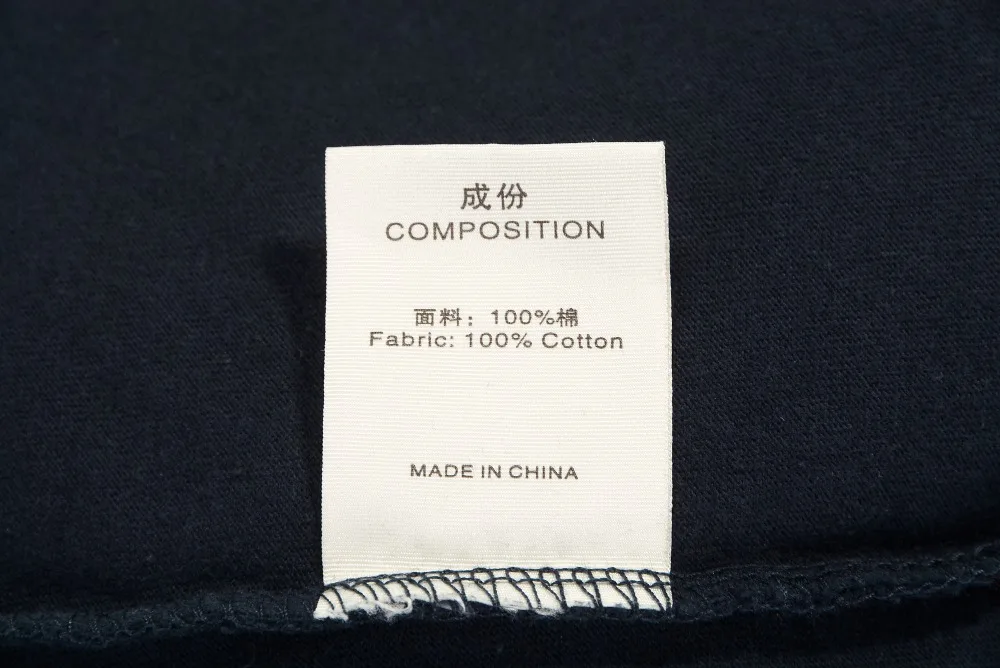 成份
COMPOSITION
面料：100%棉
Fabric: 100% Cotton
MADE IN CHINA